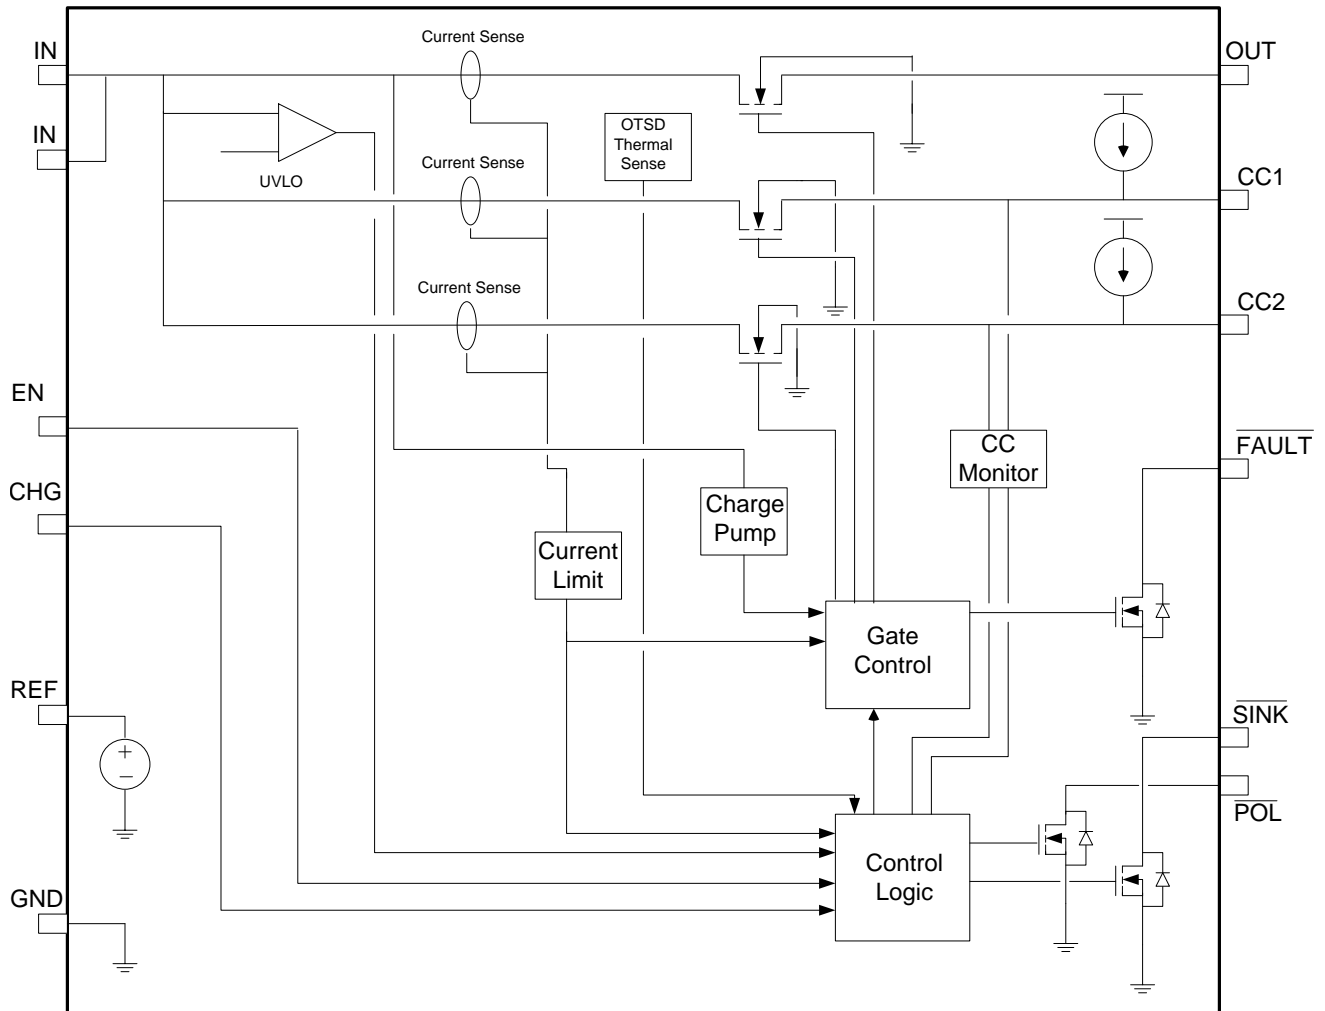 Current Sense
IN
OUT
IN
OTSD
Thermal
Sense
UVLO
Current Sense
CC1
Current Sense
CC2
EN
CC
Monitor
FAULT
CHG
Charge
Pump
Current
Limit
Gate
Control
REF
SINK
+
−
POL
Control
Logic
GND